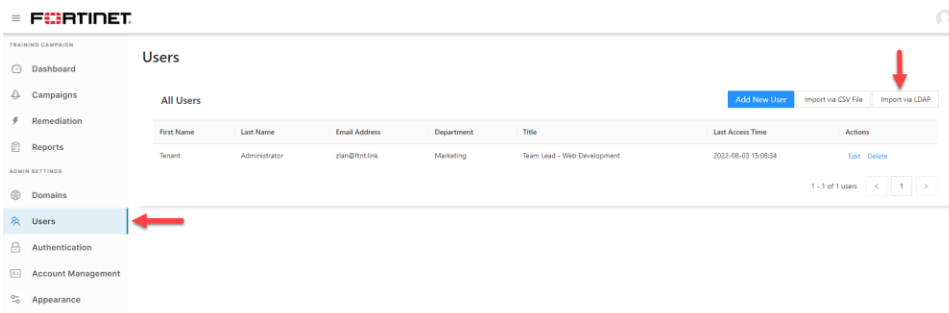 FORTINET
TRAINING CAMPAIGN
Dashboard
Campaigns
Remediation
Reports
ADMIN SETTINGS
Domains
Users
Authentication
Account Management
Appearance
Users
All Users
Add New User Import via CSV File Import via LDAP
First Name Last Name Email Address Department Title Last Access Time Actions
Tenant Administrator zlan@ftnt.link Marketing Team Lead - Web Development 2022-08-03 15:08:34 Edit Delete
1 - 1 of 1 users < 1 >